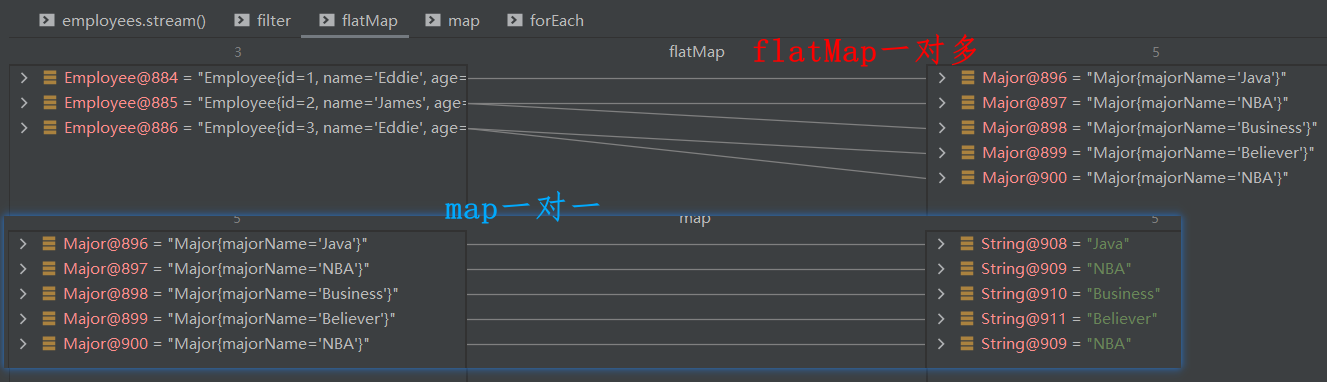 employees.stream() filter flatMap map forEach
3 flatMap flatMap一对多 5
Employee@884 = "Employee{id=1, name='Eddie', age= Major@896 = "Major{majorName='Java'}"
Employee@885 = "Employee{id=2, name='James', age= Major@897 = "Major{majorName='NBA'}"
Employee@886 = "Employee{id=3, name='Eddie', age= Major@898 = "Major{majorName='Business'}"
Major@899 = "Major{majorName='Believer'}"
Major@900 = "Major{majorName='NBA'}"
map一对一
5 map 5
Major@896 = "Major{majorName='Java'}" String@908 = "Java"
Major@897 = "Major{majorName='NBA'}" String@909 = "NBA"
Major@898 = "Major{majorName='Business'}" String@910 = "Business"
Major@899 = "Major{majorName='Believer'}" String@911 = "Believer"
Major@900 = "Major{majorName='NBA'}" String@909 = "NBA"